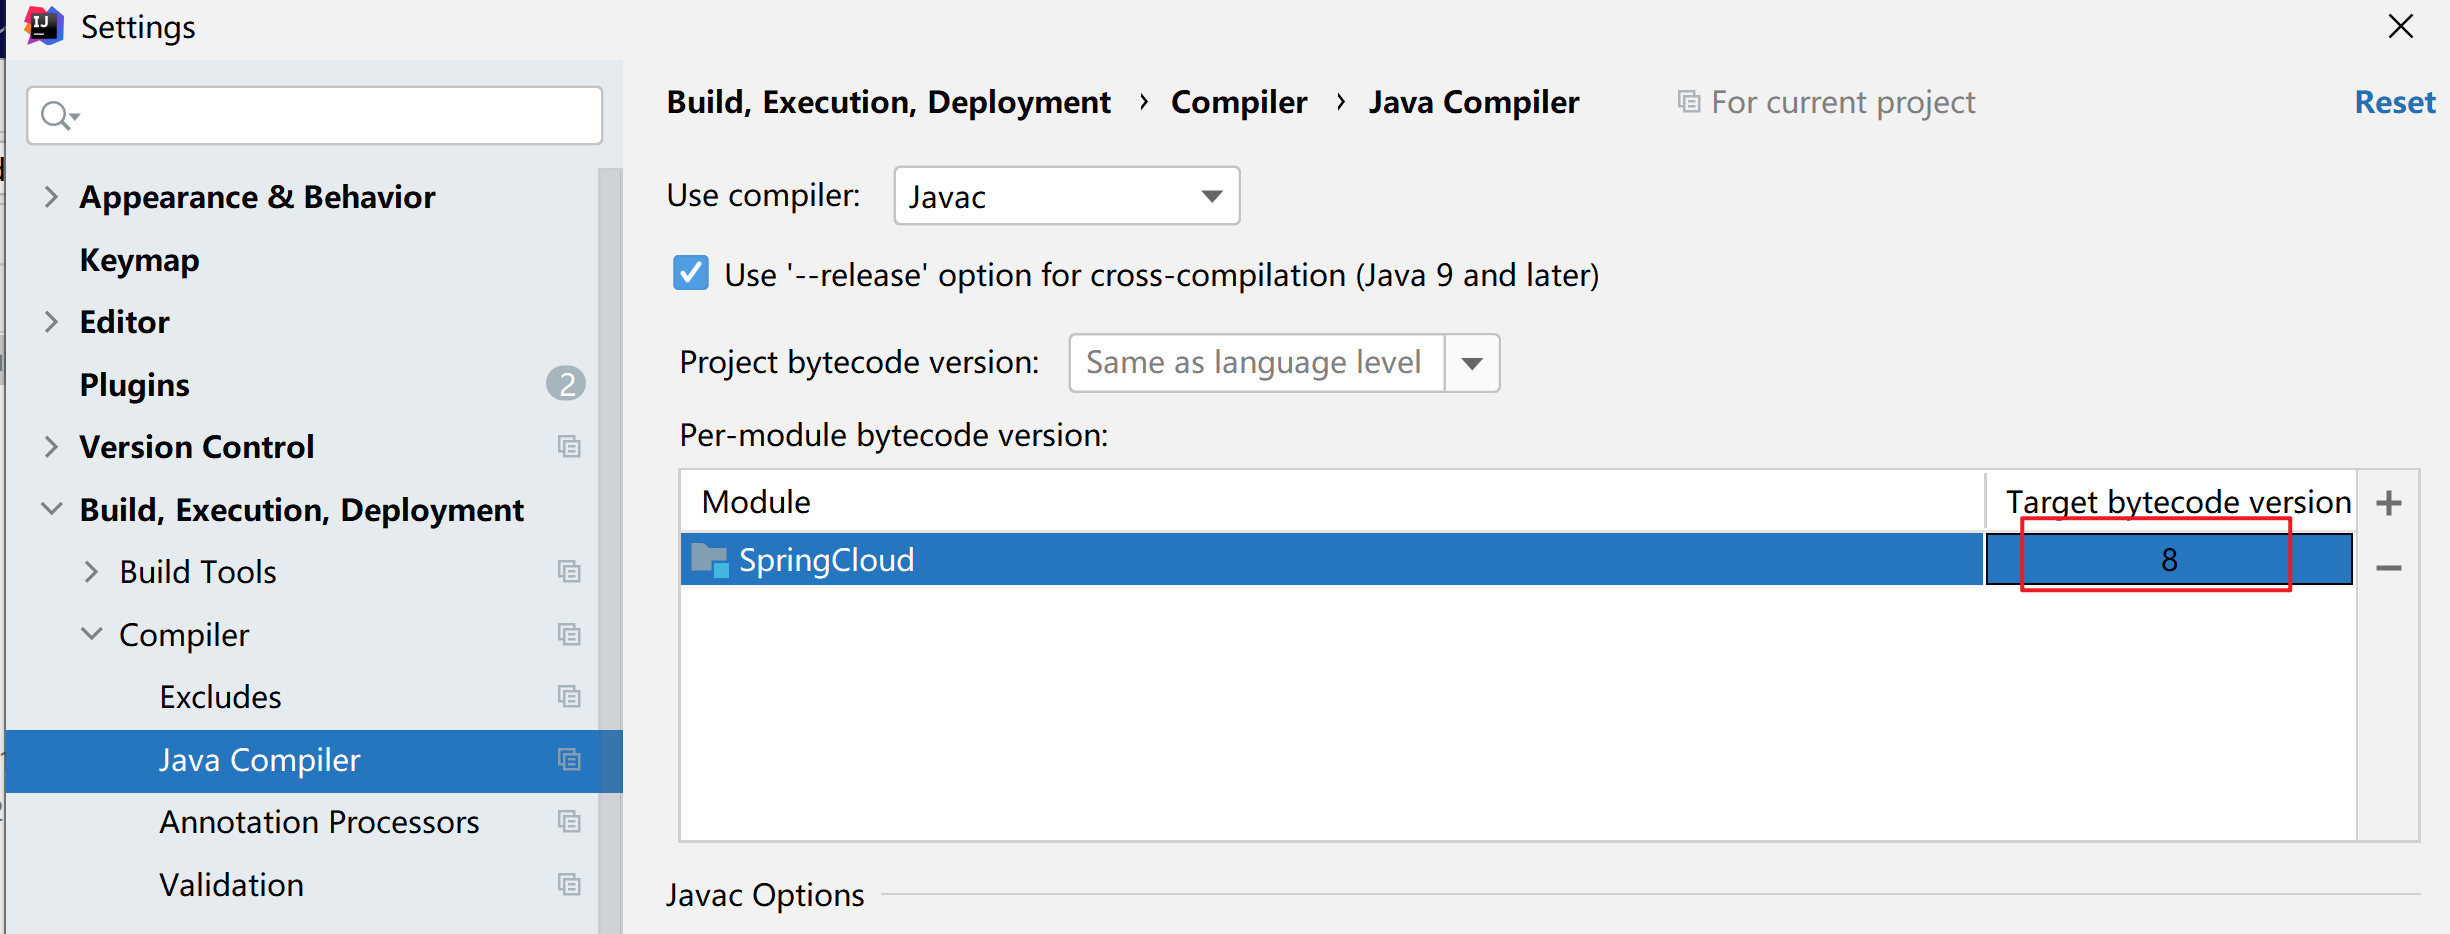 Settings
Build, Execution, Deployment › Compiler › Java Compiler For current project Reset
Use compiler: Javac
Appearance & Behavior
Use '--release' option for cross-compilation (Java 9 and later)
Keymap
Editor
Project bytecode version: Same as language level
Plugins 2
Per-module bytecode version:
Version Control
Module Target bytecode version
Build, Execution, Deployment
SpringCloud 8
Build Tools
Compiler
Excludes
Java Compiler
Annotation Processors
Validation
Javac Options